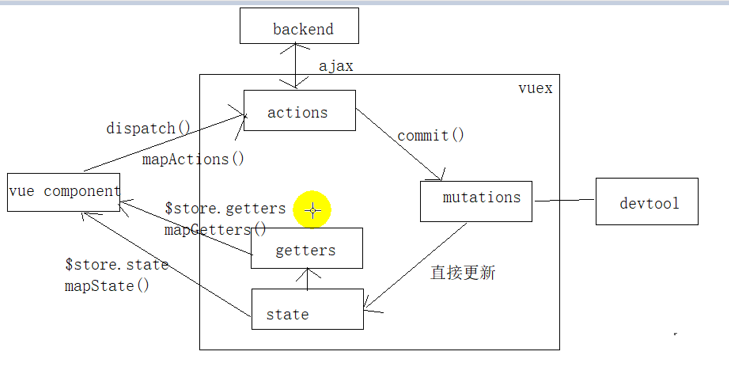 backend
ajax
vuex
actions
dispatch()
commit()
mapActions()
vue component
mutations
devtool
$store.getters
mapGetters()
getters
$store.state
mapState()
直接更新
state